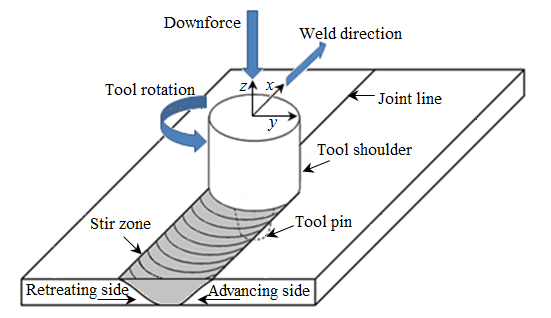 Downforce
Weld direction
Tool rotation
z
x
y
Joint line
Tool shoulder
Stir zone
Tool pin
Retreating side
Advancing side